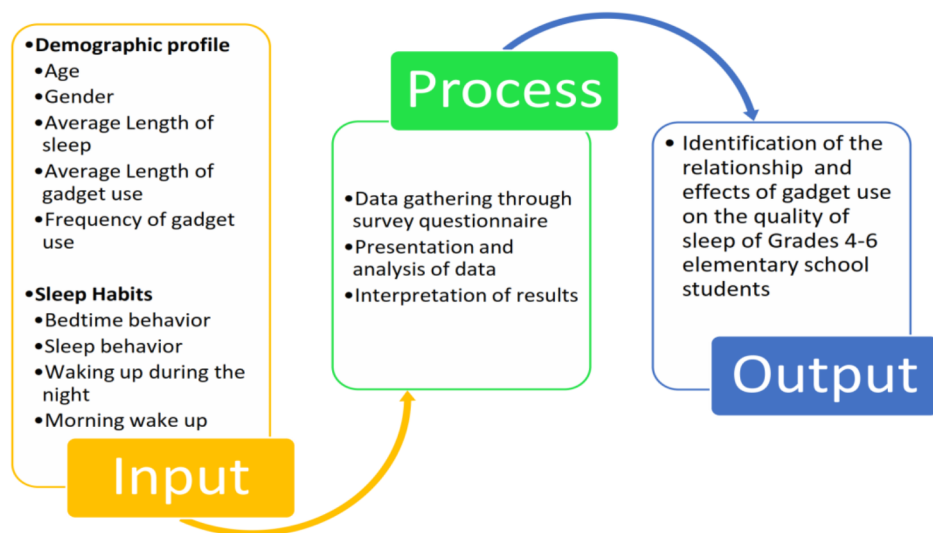 •Demographic profile
•Age
•Gender
•Average Length of
sleep
•Average Length of
gadget use
•Frequency of gadget
use
•Sleep Habits
•Bedtime behavior
•Sleep behavior
•Waking up during the
night
•Morning wake up
Input
Process
•Data gathering through
survey questionnaire
•Presentation and
analysis of data
•Interpretation of results
• Identification of the
relationship and
effects of gadget use
on the quality of
sleep of Grades 4-6
elementary school
students
Output